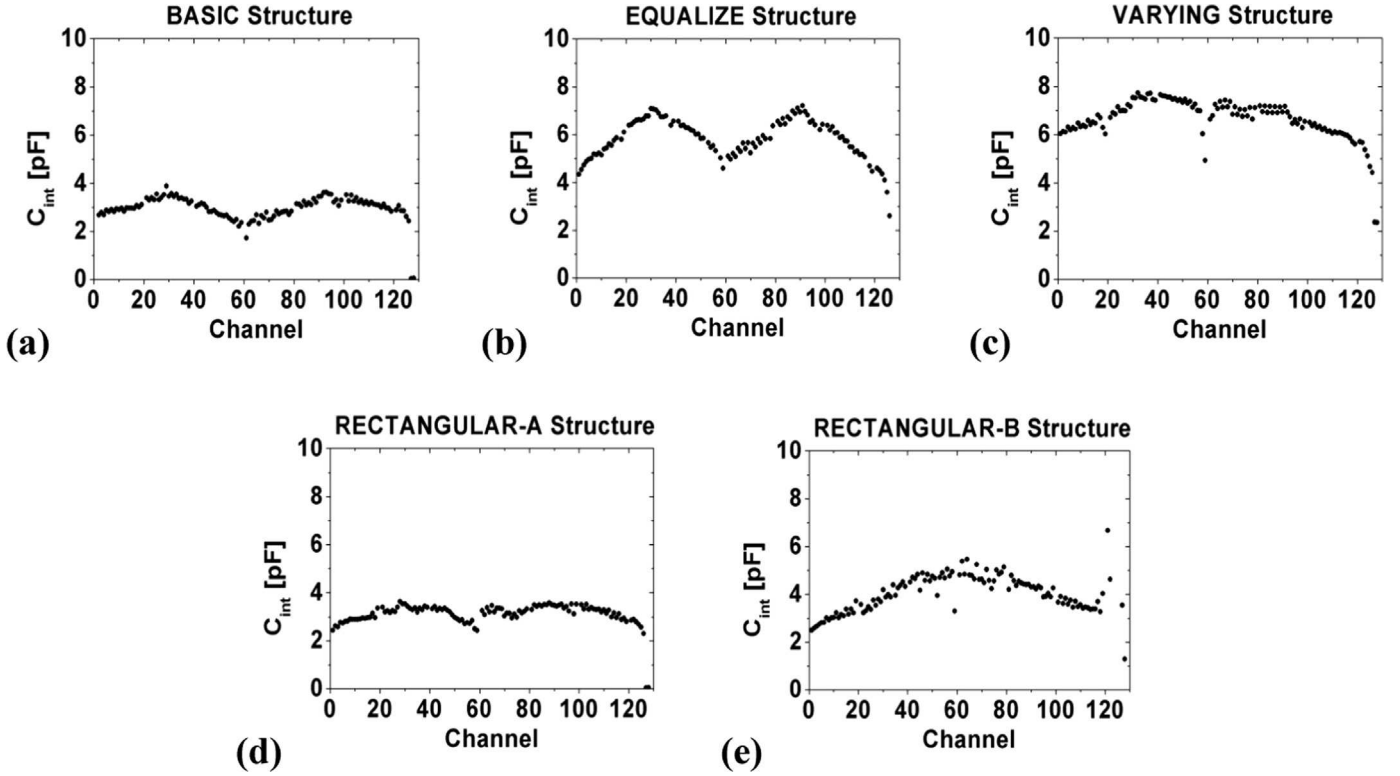 BASIC Structure
10
8
6
4
2
0
C_int [pF]
0 20 40 60 80 100 120
Channel
(a)
EQUALIZE Structure
10
8
6
4
2
0
C_int [pF]
0 20 40 60 80 100 120
Channel
(b)
VARYING Structure
10
8
6
4
2
0
C_int [pF]
0 20 40 60 80 100 120
Channel
(c)
RECTANGULAR-A Structure
10
8
6
4
2
0
C_int [pF]
0 20 40 60 80 100 120
Channel
(d)
RECTANGULAR-B Structure
10
8
6
4
2
0
C_int [pF]
0 20 40 60 80 100 120
Channel
(e)